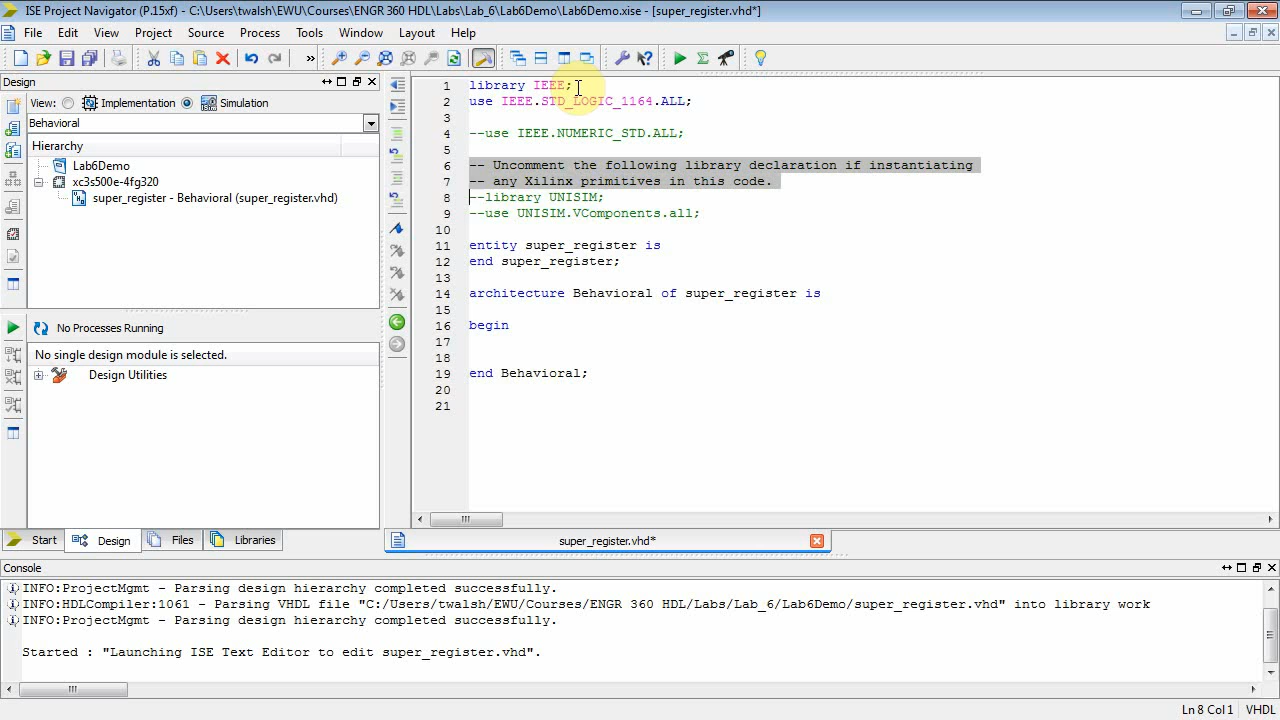 ISE Project Navigator (P.15xf) - C:\Users\twalsh\EWU\Courses\ENGR 360 HDL\Labs\Lab_6\Lab6Demo\Lab6Demo.xise - [super_register.vhd*]
File Edit View Project Source Process Tools Window Layout Help
»
Design
View: Implementation Simulation
Behavioral
Hierarchy
Lab6Demo
xc3s500e-4fg320
super_register - Behavioral (super_register.vhd)
No Processes Running
No single design module is selected.
Design Utilities
1 library IEEE;
2 use IEEE.STD_LOGIC_1164.ALL;
3
4 --use IEEE.NUMERIC_STD.ALL;
5
6 -- Uncomment the following library declaration if instantiating
7 -- any Xilinx primitives in this code.
8 --library UNISIM;
9 --use UNISIM.VComponents.all;
10
11 entity super_register is
12 end super_register;
13
14 architecture Behavioral of super_register is
15
16 begin
17
18
19 end Behavioral;
20
21
Start Design Files Libraries
super_register.vhd*
Console
INFO:ProjectMgmt - Parsing design hierarchy completed successfully.
INFO:HDLCompiler:1061 - Parsing VHDL file "C:/Users/twalsh/EWU/Courses/ENGR 360 HDL/Labs/Lab_6/Lab6Demo/super_register.vhd" into library work
INFO:ProjectMgmt - Parsing design hierarchy completed successfully.
Started : "Launching ISE Text Editor to edit super_register.vhd".
Ln 8 Col 1 VHDL